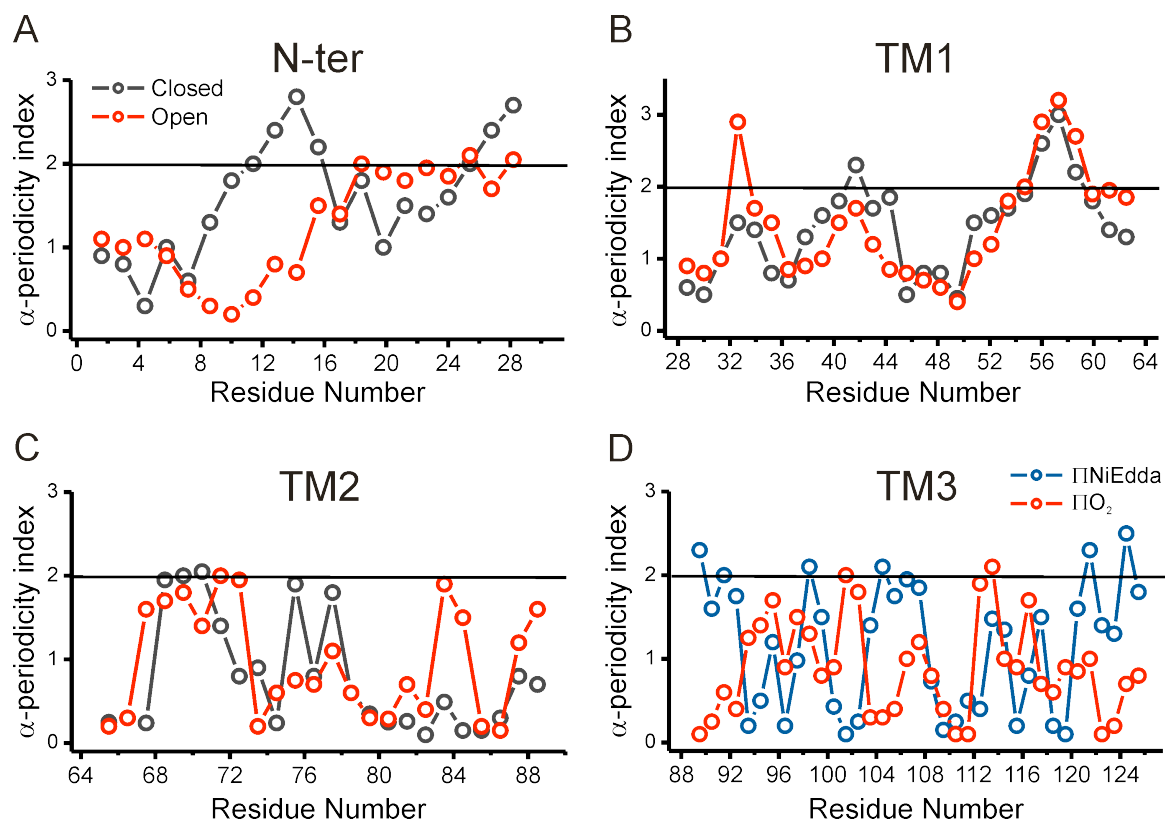 A
N-ter
Closed
Open
α-periodicity index
3
2
1
0
0 4 8 12 16 20 24 28
Residue Number
B
TM1
α-periodicity index
3
2
1
0
28 32 36 40 44 48 52 56 60 64
Residue Number
C
TM2
α-periodicity index
3
2
1
0
64 68 72 76 80 84 88
Residue Number
D
TM3
ΠNiEdda
ΠO₂
α-periodicity index
3
2
1
0
88 92 96 100 104 108 112 116 120 124
Residue Number